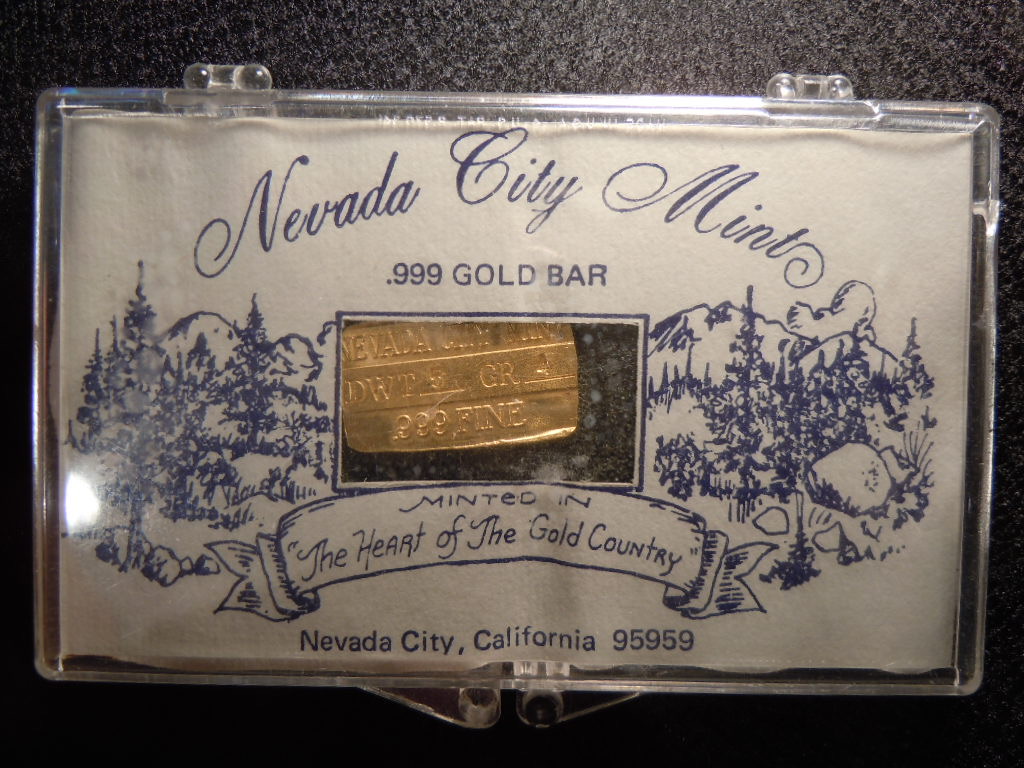 Nevada City Mint
.999 GOLD BAR
NEVADA CITY MINT
DWT 5 GR 4
.999 FINE
MINTED IN
"The HEART of The Gold COUNTRY"
Nevada City, California 95959